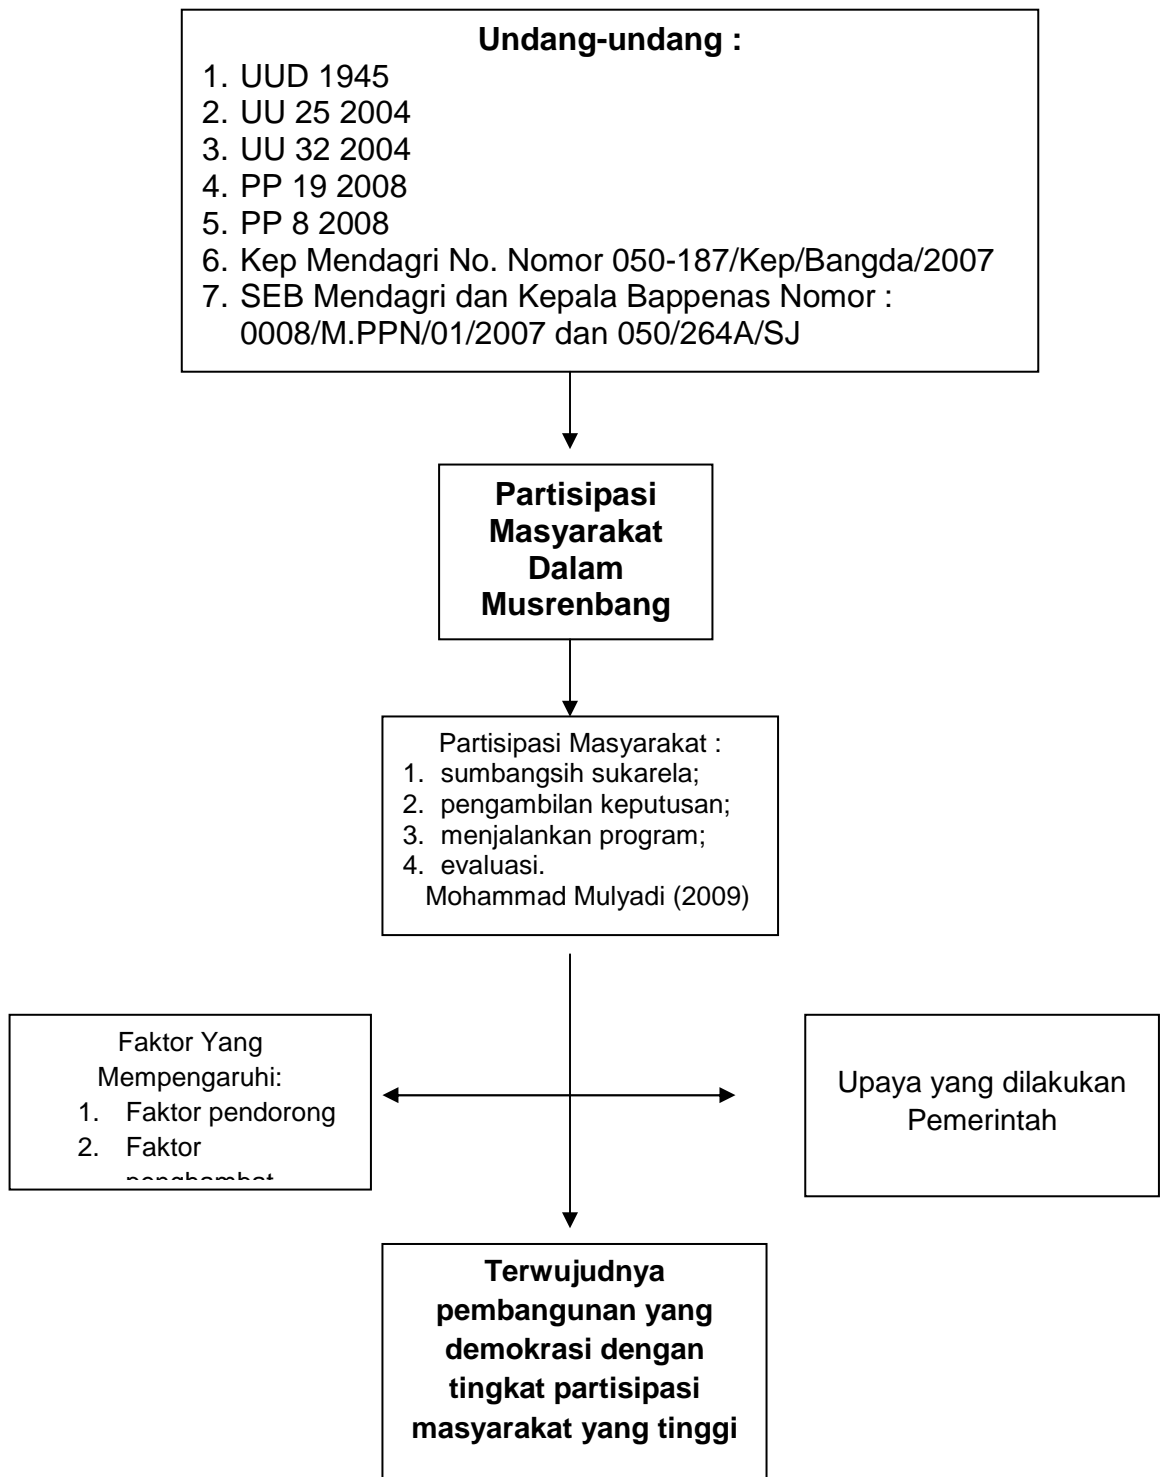 Undang-undang :
1. UUD 1945
2. UU 25 2004
3. UU 32 2004
4. PP 19 2008
5. PP 8 2008
6. Kep Mendagri No. Nomor 050-187/Kep/Bangda/2007
7. SEB Mendagri dan Kepala Bappenas Nomor :
0008/M.PPN/01/2007 dan 050/264A/SJ
Partisipasi
Masyarakat
Dalam
Musrenbang
Partisipasi Masyarakat :
1. sumbangsih sukarela;
2. pengambilan keputusan;
3. menjalankan program;
4. evaluasi.
Mohammad Mulyadi (2009)
Faktor Yang
Mempengaruhi:
1. Faktor pendorong
2. Faktor
penghambat
Upaya yang dilakukan
Pemerintah
Terwujudnya
pembangunan yang
demokrasi dengan
tingkat partisipasi
masyarakat yang tinggi